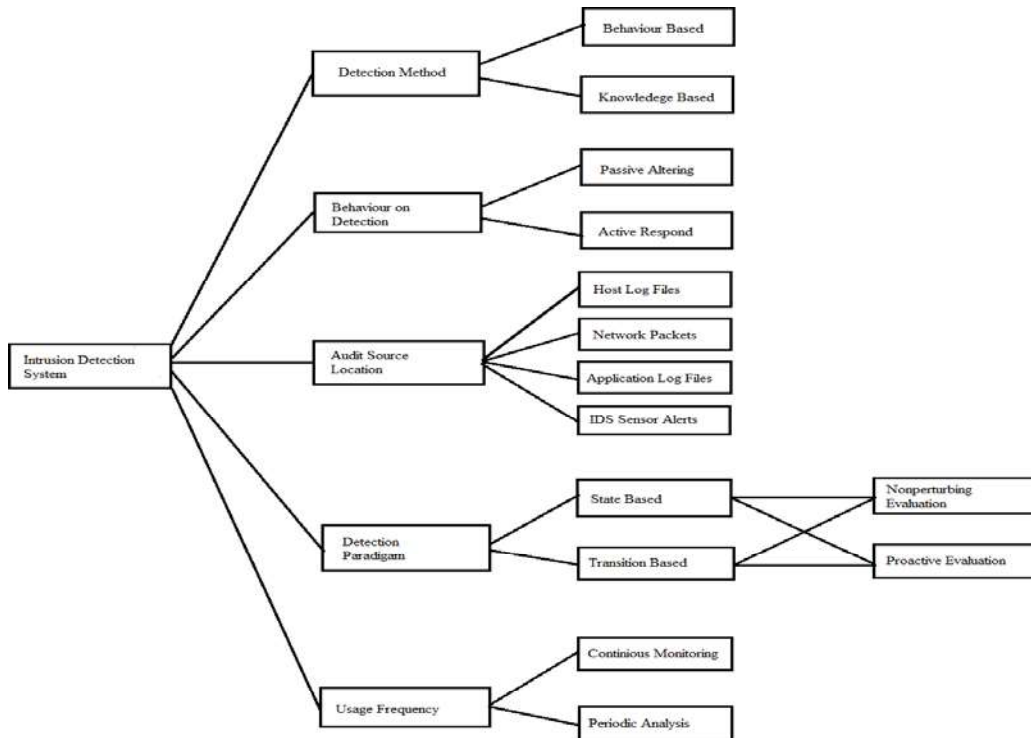 Behaviour Based
Detection Method
Knowledege Based
Passive Altering
Behaviour on
Detection
Active Respond
Host Log Files
Network Packets
Intrusion Detection
System
Audit Source
Location
Application Log Files
IDS Sensor Alerts
State Based
Nonperturbing
Evaluation
Detection
Paradigam
Transition Based
Proactive Evaluation
Continious Monitoring
Usage Frequency
Periodic Analysis